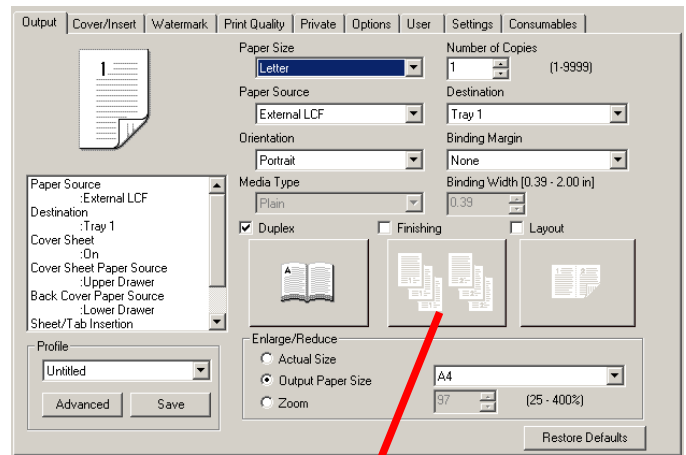 Output Cover/Insert Watermark Print Quality Private Options User Settings Consumables
1
Paper Size
Letter
Number of Copies
1 (1-9999)
Paper Source
External LCF
Destination
Tray 1
Orientation
Portrait
Binding Margin
None
Media Type
Plain
Binding Width [0.39 - 2.00 in]
0.39
Paper Source
:External LCF
Destination
:Tray 1
Cover Sheet
:On
Cover Sheet Paper Source
:Upper Drawer
Back Cover Paper Source
:Lower Drawer
Sheet/Tab Insertion
Duplex
Finishing
Layout
A
1 2
Profile
Untitled
Advanced Save
Enlarge/Reduce
Actual Size
Output Paper Size
A4
Zoom
97 (25 - 400%)
Restore Defaults